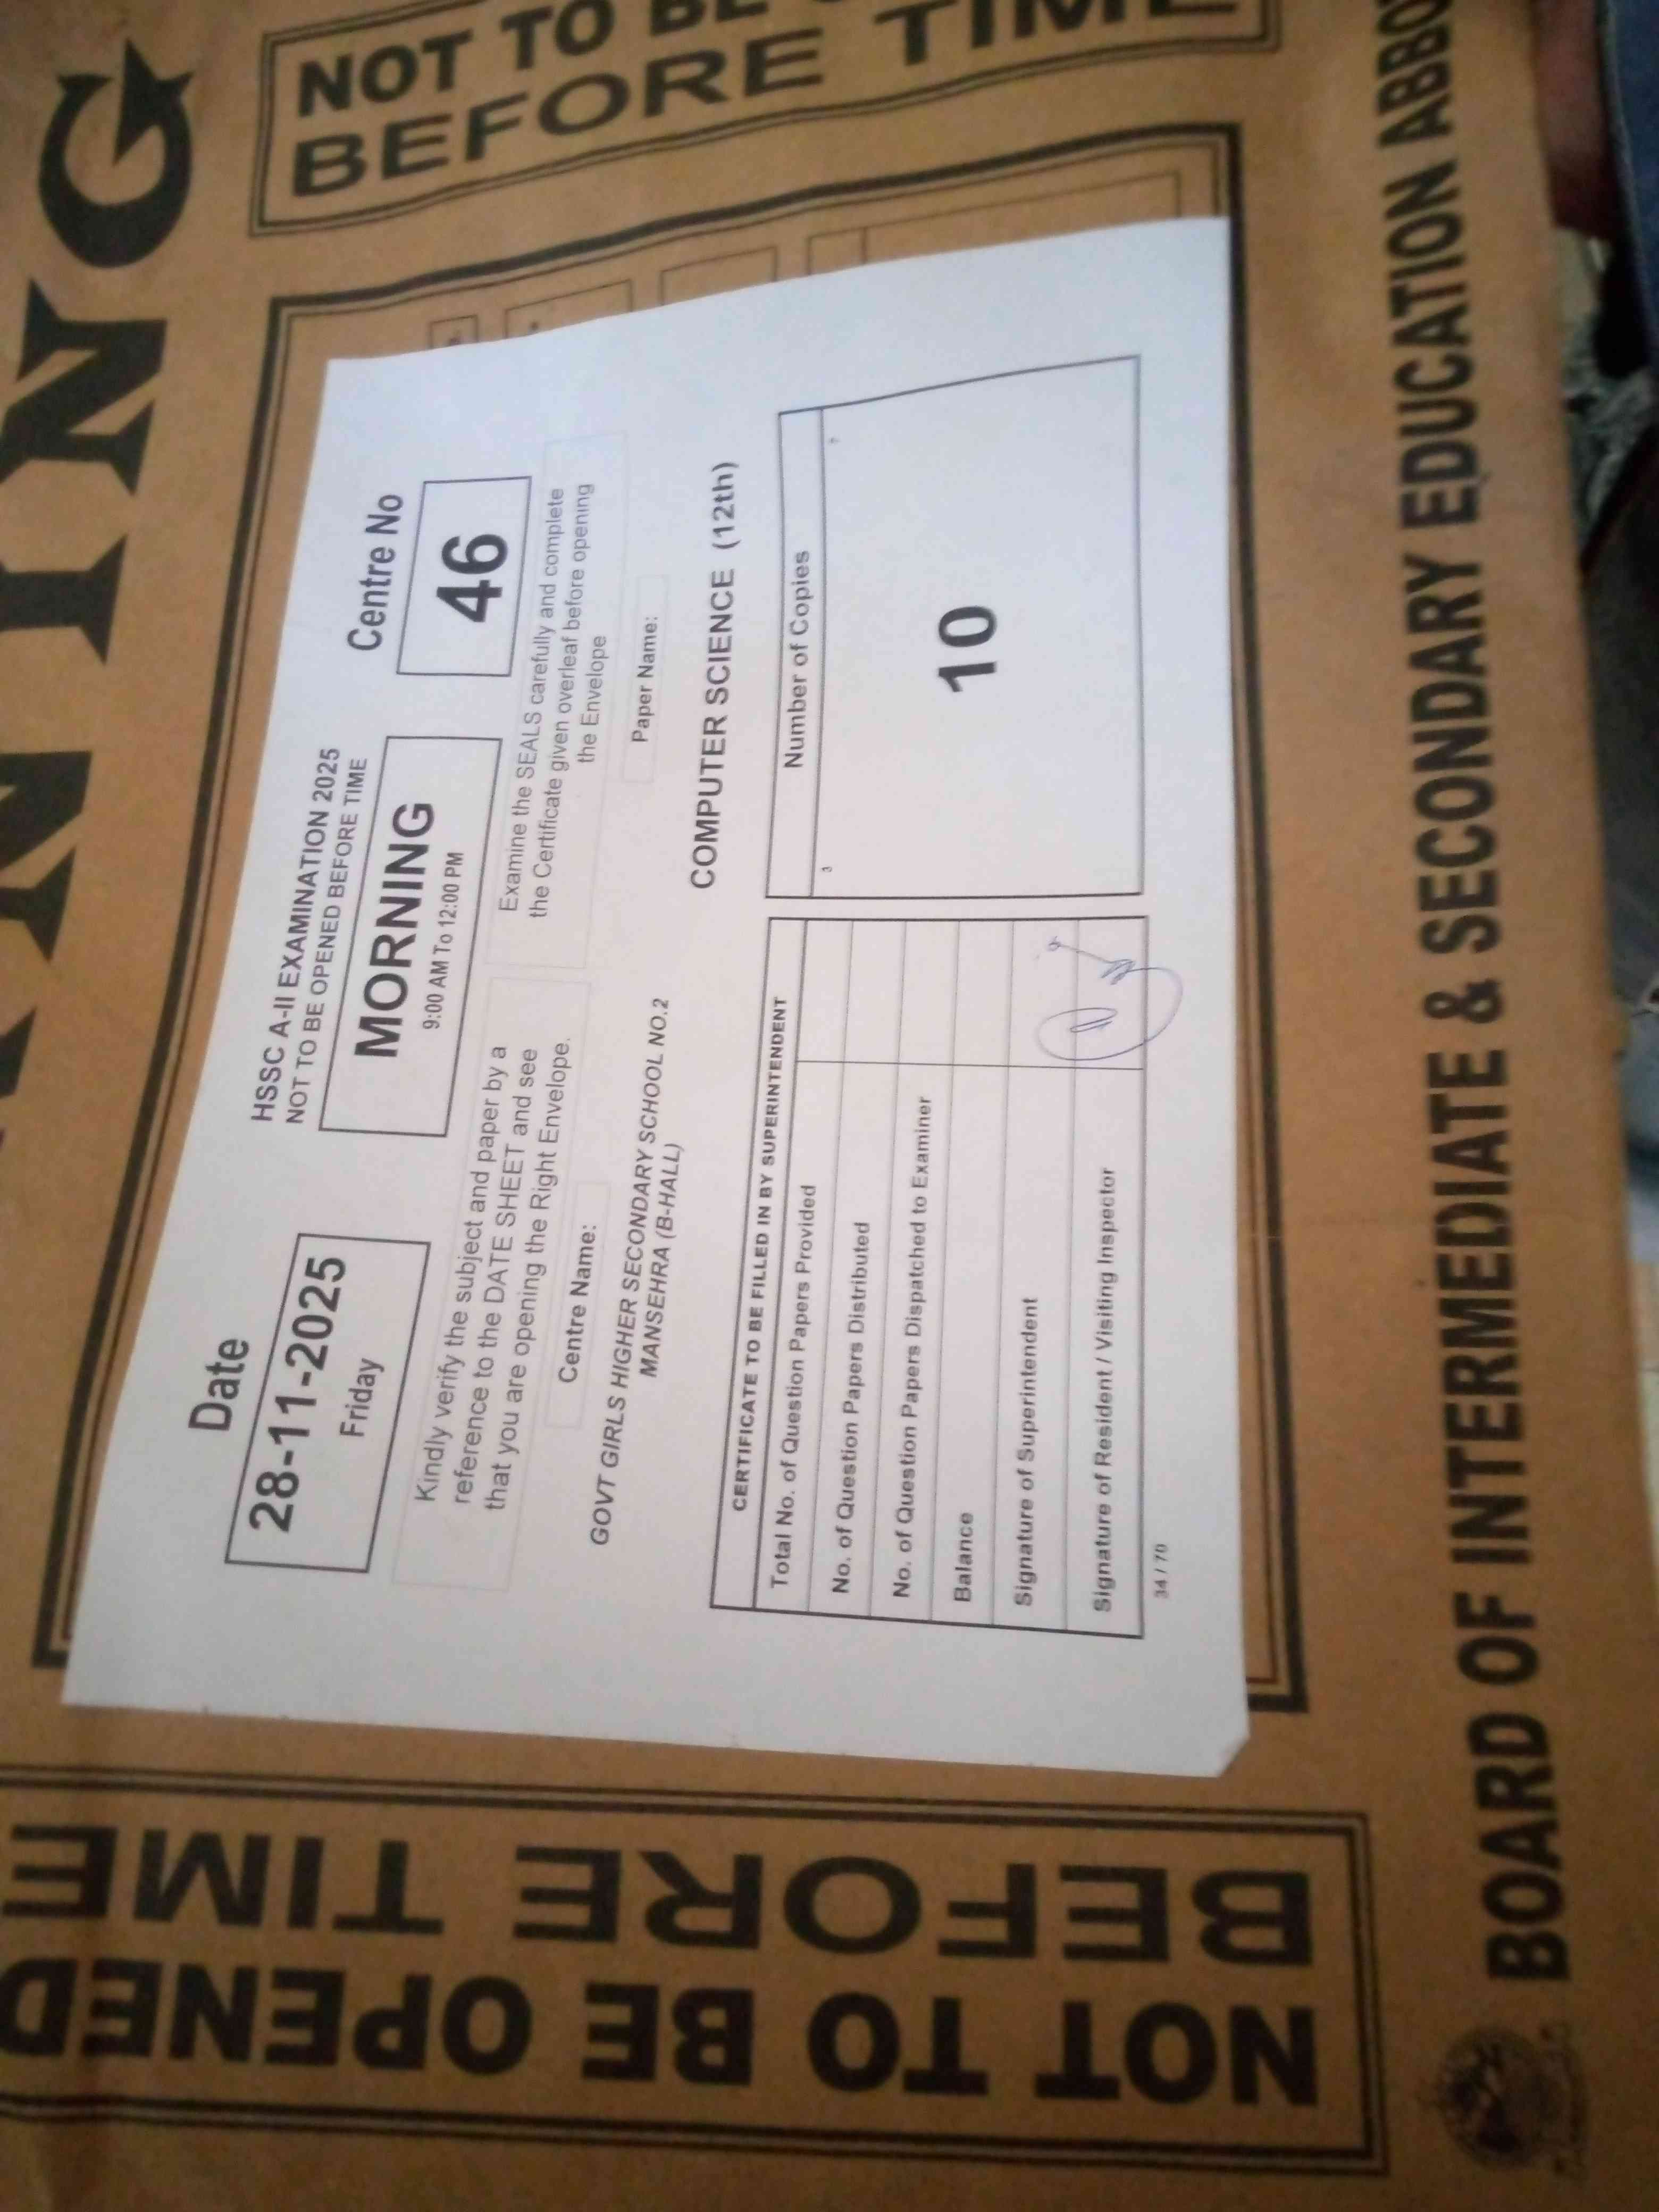 NING
NOT TO BE
BEFORE TIME
Date
28-11-2025
Friday
HSSC A-II EXAMINATION 2025
NOT TO BE OPENED BEFORE TIME
MORNING
9:00 AM To 12:00 PM
Centre No
46
Kindly verify the subject and paper by a
reference to the DATE SHEET and see
that you are opening the Right Envelope.
Examine the SEALS carefully and complete
the Certificate given overleaf before opening
the Envelope
Centre Name:
GOVT GIRLS HIGHER SECONDARY SCHOOL NO.2
MANSEHRA (B-HALL)
Paper Name:
COMPUTER SCIENCE (12th)
CERTIFICATE TO BE FILLED IN BY SUPERINTENDENT
Total No. of Question Papers Provided
No. of Question Papers Distributed
No. of Question Papers Dispatched to Examiner
Balance
Signature of Superintendent
Signature of Resident / Visiting Inspector
Number of Copies
10
34 / 70
NOT TO BE OPENED
BEFORE TIME
BOARD OF INTERMEDIATE & SECONDARY EDUCATION ABBO